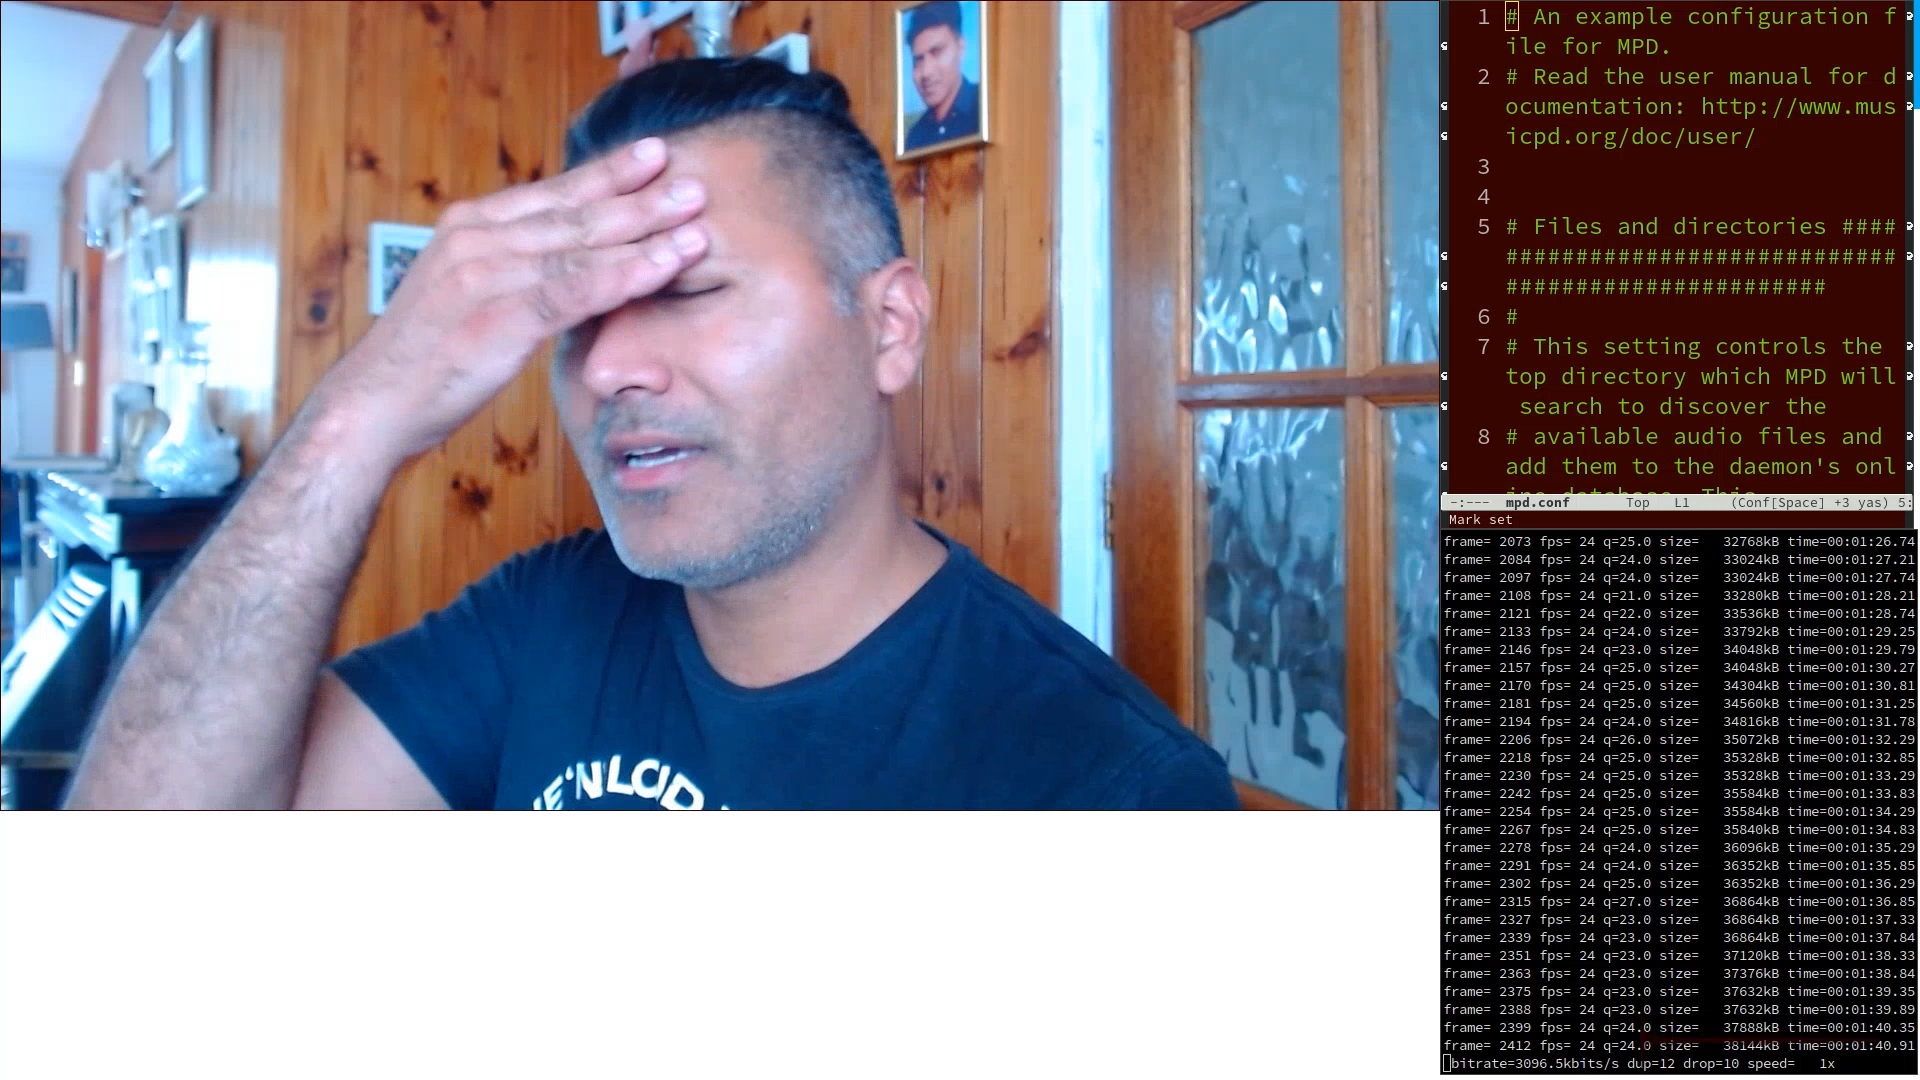 1 # An example configuration f
ile for MPD.
2 # Read the user manual for d
ocumentation: http://www.mus
icpd.org/doc/user/
3
4
5 # Files and directories ####
############################
#######################
6 #
7 # This setting controls the
top directory which MPD will
search to discover the
8 # available audio files and
add them to the daemon's onl
-:--- mpd.conf Top L1 (Conf[Space] +3 yas) 5:
Mark set
frame= 2073 fps= 24 q=25.0 size= 32768kB time=00:01:26.74
frame= 2084 fps= 24 q=24.0 size= 33024kB time=00:01:27.21
frame= 2097 fps= 24 q=24.0 size= 33024kB time=00:01:27.74
frame= 2108 fps= 24 q=21.0 size= 33280kB time=00:01:28.21
frame= 2121 fps= 24 q=22.0 size= 33536kB time=00:01:28.74
frame= 2133 fps= 24 q=24.0 size= 33792kB time=00:01:29.25
frame= 2146 fps= 24 q=23.0 size= 34048kB time=00:01:29.79
frame= 2157 fps= 24 q=25.0 size= 34048kB time=00:01:30.27
frame= 2170 fps= 24 q=25.0 size= 34304kB time=00:01:30.81
frame= 2181 fps= 24 q=25.0 size= 34560kB time=00:01:31.25
frame= 2194 fps= 24 q=24.0 size= 34816kB time=00:01:31.78
frame= 2206 fps= 24 q=26.0 size= 35072kB time=00:01:32.29
frame= 2218 fps= 24 q=25.0 size= 35328kB time=00:01:32.85
frame= 2230 fps= 24 q=25.0 size= 35328kB time=00:01:33.29
frame= 2242 fps= 24 q=25.0 size= 35584kB time=00:01:33.83
frame= 2254 fps= 24 q=25.0 size= 35584kB time=00:01:34.29
frame= 2267 fps= 24 q=25.0 size= 35840kB time=00:01:34.83
frame= 2278 fps= 24 q=24.0 size= 36096kB time=00:01:35.29
frame= 2291 fps= 24 q=24.0 size= 36352kB time=00:01:35.85
frame= 2302 fps= 24 q=25.0 size= 36352kB time=00:01:36.29
frame= 2315 fps= 24 q=27.0 size= 36864kB time=00:01:36.85
frame= 2327 fps= 24 q=23.0 size= 36864kB time=00:01:37.33
frame= 2339 fps= 24 q=23.0 size= 36864kB time=00:01:37.84
frame= 2351 fps= 24 q=23.0 size= 37120kB time=00:01:38.33
frame= 2363 fps= 24 q=23.0 size= 37376kB time=00:01:38.84
frame= 2375 fps= 24 q=23.0 size= 37632kB time=00:01:39.35
frame= 2388 fps= 24 q=23.0 size= 37632kB time=00:01:39.89
frame= 2399 fps= 24 q=24.0 size= 37888kB time=00:01:40.35
frame= 2412 fps= 24 q=24.0 size= 38144kB time=00:01:40.91
bitrate=3096.5kbits/s dup=12 drop=10 speed= 1x